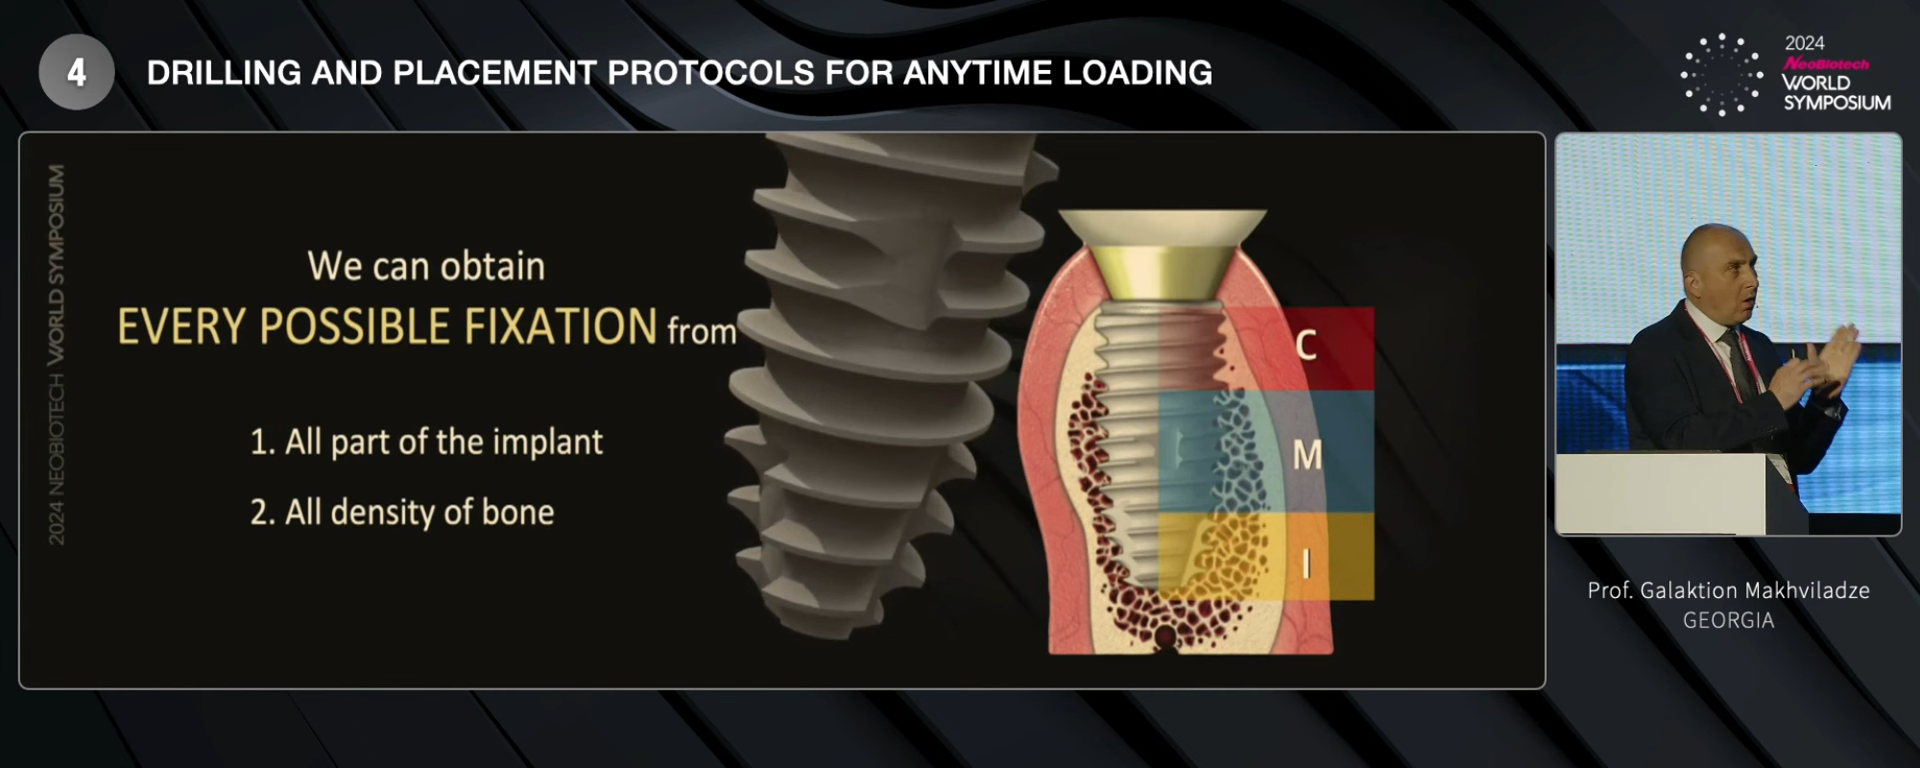 4
DRILLING AND PLACEMENT PROTOCOLS FOR ANYTIME LOADING
2024
NeoBiotech
WORLD
SYMPOSIUM
2024 NEOBIOTECH WORLD SYMPOSIUM
We can obtain
EVERY POSSIBLE FIXATION from
1. All part of the implant
2. All density of bone
C
M
I
Prof. Galaktion Makhviladze
GEORGIA